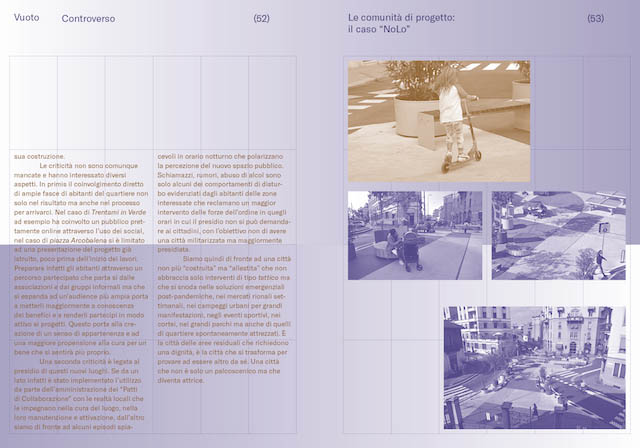 Vuoto
Controverso
(52)
Le comunità di progetto:
il caso “NoLo”
(53)
sua costruzione.
Le criticità non sono comunque
mancate e hanno interessato diversi
aspetti. In primis il coinvolgimento diretto
di ampie fasce di abitanti del quartiere non
solo nel risultato ma anche nel processo
per arrivarci. Nel caso di Trentami in Verde
ad esempio ha coinvolto un pubblico pret-
tamente online attraverso l’uso dei social,
nel caso di piazza Arcobalena si è limitato
ad una presentazione del progetto già
istruito, poco prima dell’inizio dei lavori.
Preparare infatti gli abitanti attraverso un
percorso partecipato che parta sì dalle
associazioni e dai gruppi informali ma che
si espanda ad un’audience più ampia porta
a metterli maggiormente a conoscenza
dei benefici e a renderli partecipi in modo
attivo ai progetti. Questo porta alla cre-
azione di un senso di appartenenza e ad
una maggiore propensione alla cura per un
bene che si sentirà più proprio.
Una seconda criticità è legata al
presidio di questi nuovi luoghi. Se da un
lato infatti è stato implementato l’utilizzo
da parte dell’amministrazione dei “Patti
di Collaborazione” con le realtà locali che
le impegnano nella cura del luogo, nella
loro manutenzione e attivazione, dall’altro
siamo di fronte ad alcuni episodi spia-
cevoli in orario notturno che polarizzano
la percezione del nuovo spazio pubblico.
Schiamazzi, rumori, abuso di alcol sono
solo alcuni dei comportamenti di distur-
bo evidenziati dagli abitanti delle zone
interessate che reclamano un maggior
intervento delle forze dell’ordine in quegli
orari in cui il presidio non si può demanda-
re ai cittadini, con l’obiettivo non di avere
una città militarizzata ma maggiormente
presidiata.
Siamo quindi di fronte ad una città
non più “costruita” ma “allestita” che non
abbraccia solo interventi di tipo tattico ma
che si snoda nelle soluzioni emergenziali
post-pandemiche, nei mercati rionali set-
timanali, nei campeggi urbani per grandi
manifestazioni, negli eventi sportivi, nei
cortei, nei grandi parchi ma anche di quelli
di quartiere spontaneamente attrezzati. È
la città delle aree residuali che richiedono
una dignità, è la città che si trasforma per
provare ad essere altro da sé. Una città
che non è solo un palcoscenico ma che
diventa attrice.